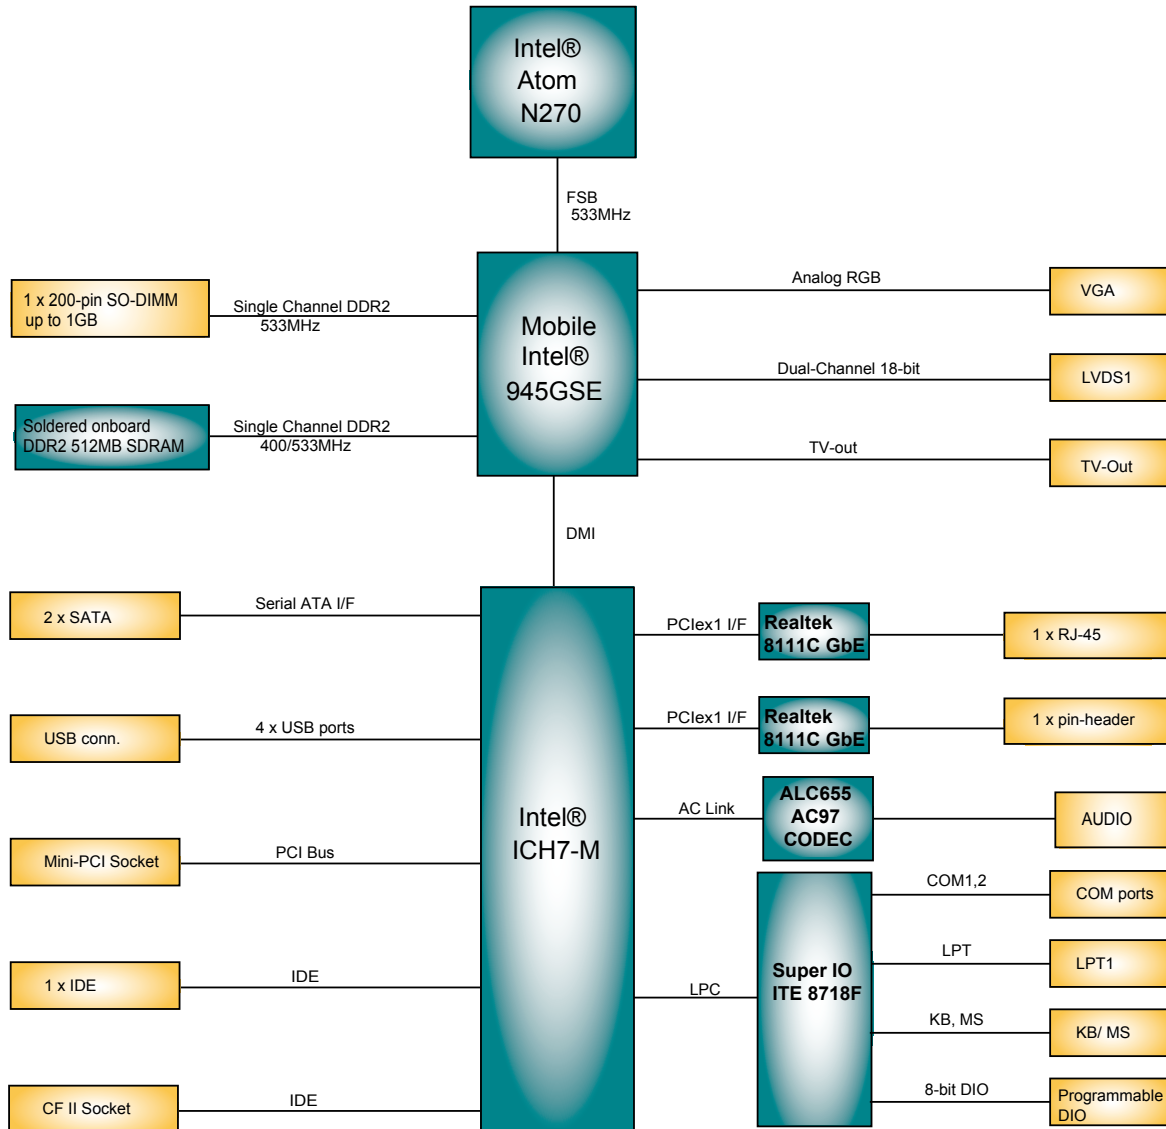 Intel®
Atom
N270
FSB
533MHz
1 x 200-pin SO-DIMM
up to 1GB
Single Channel DDR2
533MHz
Mobile
Intel®
945GSE
Analog RGB
VGA
Dual-Channel 18-bit
LVDS1
Soldered onboard
DDR2 512MB SDRAM
Single Channel DDR2
400/533MHz
TV-out
TV-Out
DMI
2 x SATA
Serial ATA I/F
PCIex1 I/F
Realtek
8111C GbE
1 x RJ-45
USB conn.
4 x USB ports
PCIex1 I/F
Realtek
8111C GbE
1 x pin-header
Intel®
ICH7-M
AC Link
ALC655
AC97
CODEC
AUDIO
Mini-PCI Socket
PCI Bus
COM1,2
COM ports
1 x IDE
IDE
LPC
Super IO
ITE 8718F
LPT
LPT1
KB, MS
KB/ MS
CF II Socket
IDE
8-bit DIO
Programmable
DIO